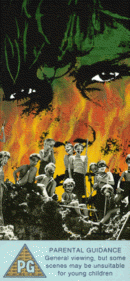 PARENTAL GUIDANCE
General viewing, but some
scenes may be unsuitable
for young children
PG